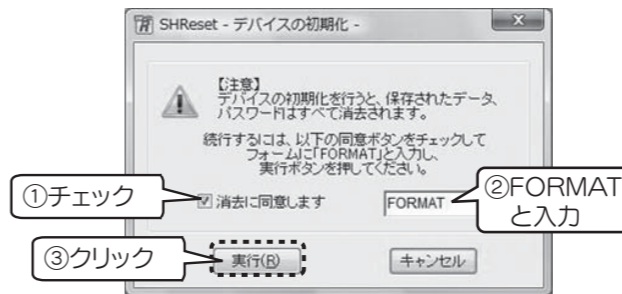 SHReset - デバイスの初期化 -
【注意】
デバイスの初期化を行うと、保存されたデータ、
パスワードはすべて消去されます。
続行するには、以下の同意ボタンをチェックして
フォームに「FORMAT」と入力し、
実行ボタンを押してください。
①チェック
消去に同意します
FORMAT
②FORMAT
と入力
③クリック
実行(R)
キャンセル